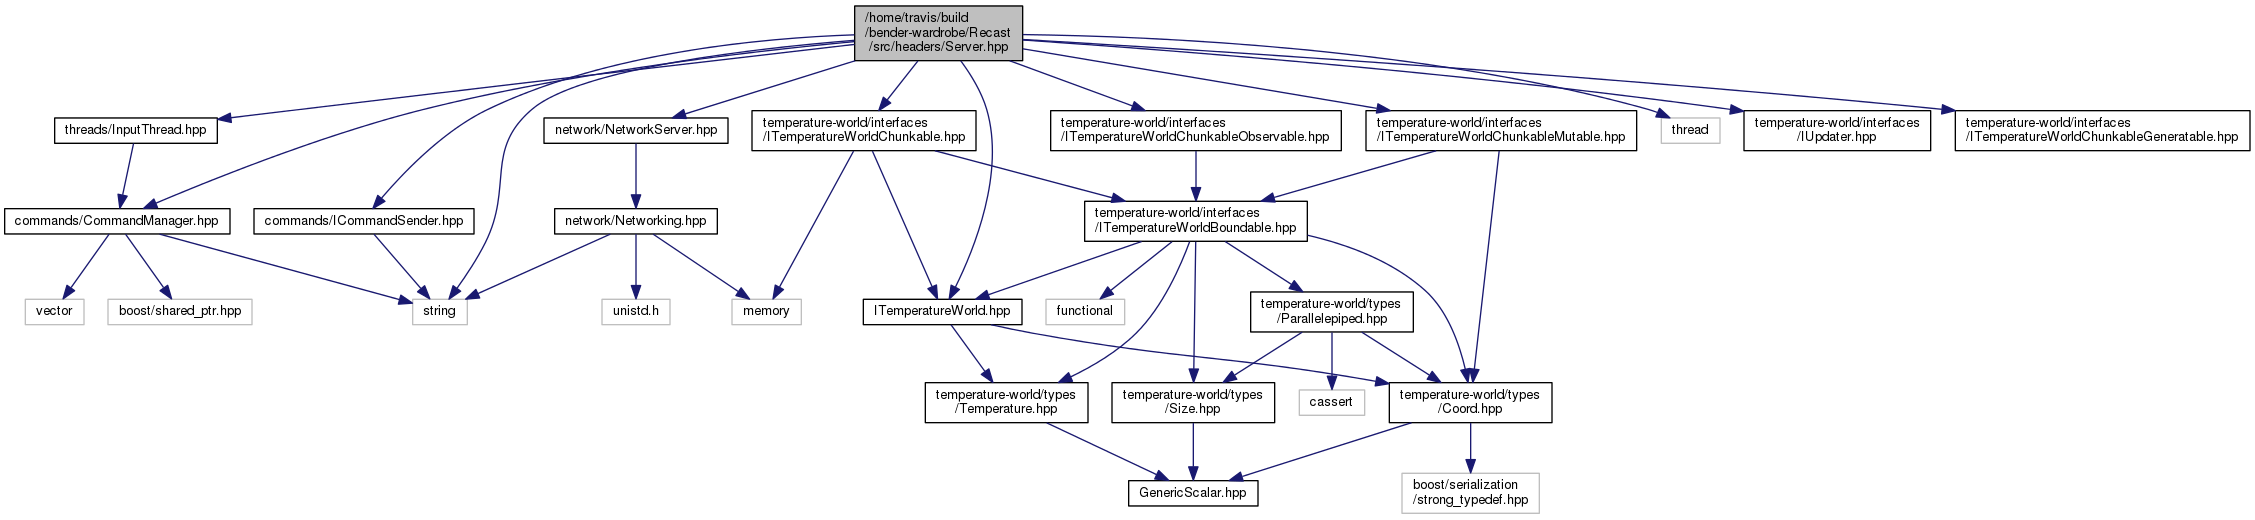 /home/travis/build
/bender-wardrobe/Recast
/src/headers/Server.hpp
threads/InputThread.hpp
network/NetworkServer.hpp
temperature-world/interfaces
/ITemperatureWorldChunkable.hpp
temperature-world/interfaces
/ITemperatureWorldChunkableObservable.hpp
temperature-world/interfaces
/ITemperatureWorldChunkableMutable.hpp
thread
temperature-world/interfaces
/IUpdater.hpp
temperature-world/interfaces
/ITemperatureWorldChunkableGeneratable.hpp
commands/CommandManager.hpp
commands/ICommandSender.hpp
network/Networking.hpp
temperature-world/interfaces
/ITemperatureWorldBoundable.hpp
vector
boost/shared_ptr.hpp
string
unistd.h
memory
ITemperatureWorld.hpp
functional
temperature-world/types
/Parallelepiped.hpp
temperature-world/types
/Temperature.hpp
temperature-world/types
/Size.hpp
cassert
temperature-world/types
/Coord.hpp
GenericScalar.hpp
boost/serialization
/strong_typedef.hpp